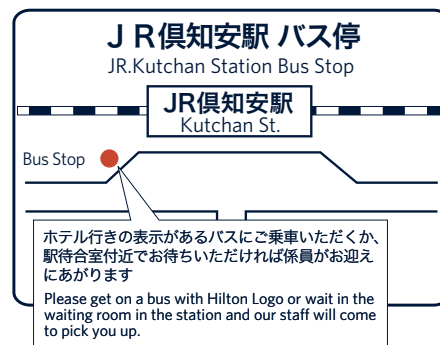 JR倶知安駅 バス停
JR.Kutchan Station Bus Stop
JR倶知安駅
Kutchan St.
Bus Stop
ホテル行きの表示があるバスにご乗車いただくか、
駅待合室付近でお待ちいただければ係員がお迎え
にあがります
Please get on a bus with Hilton Logo or wait in the
waiting room in the station and our staff will come
to pick you up.